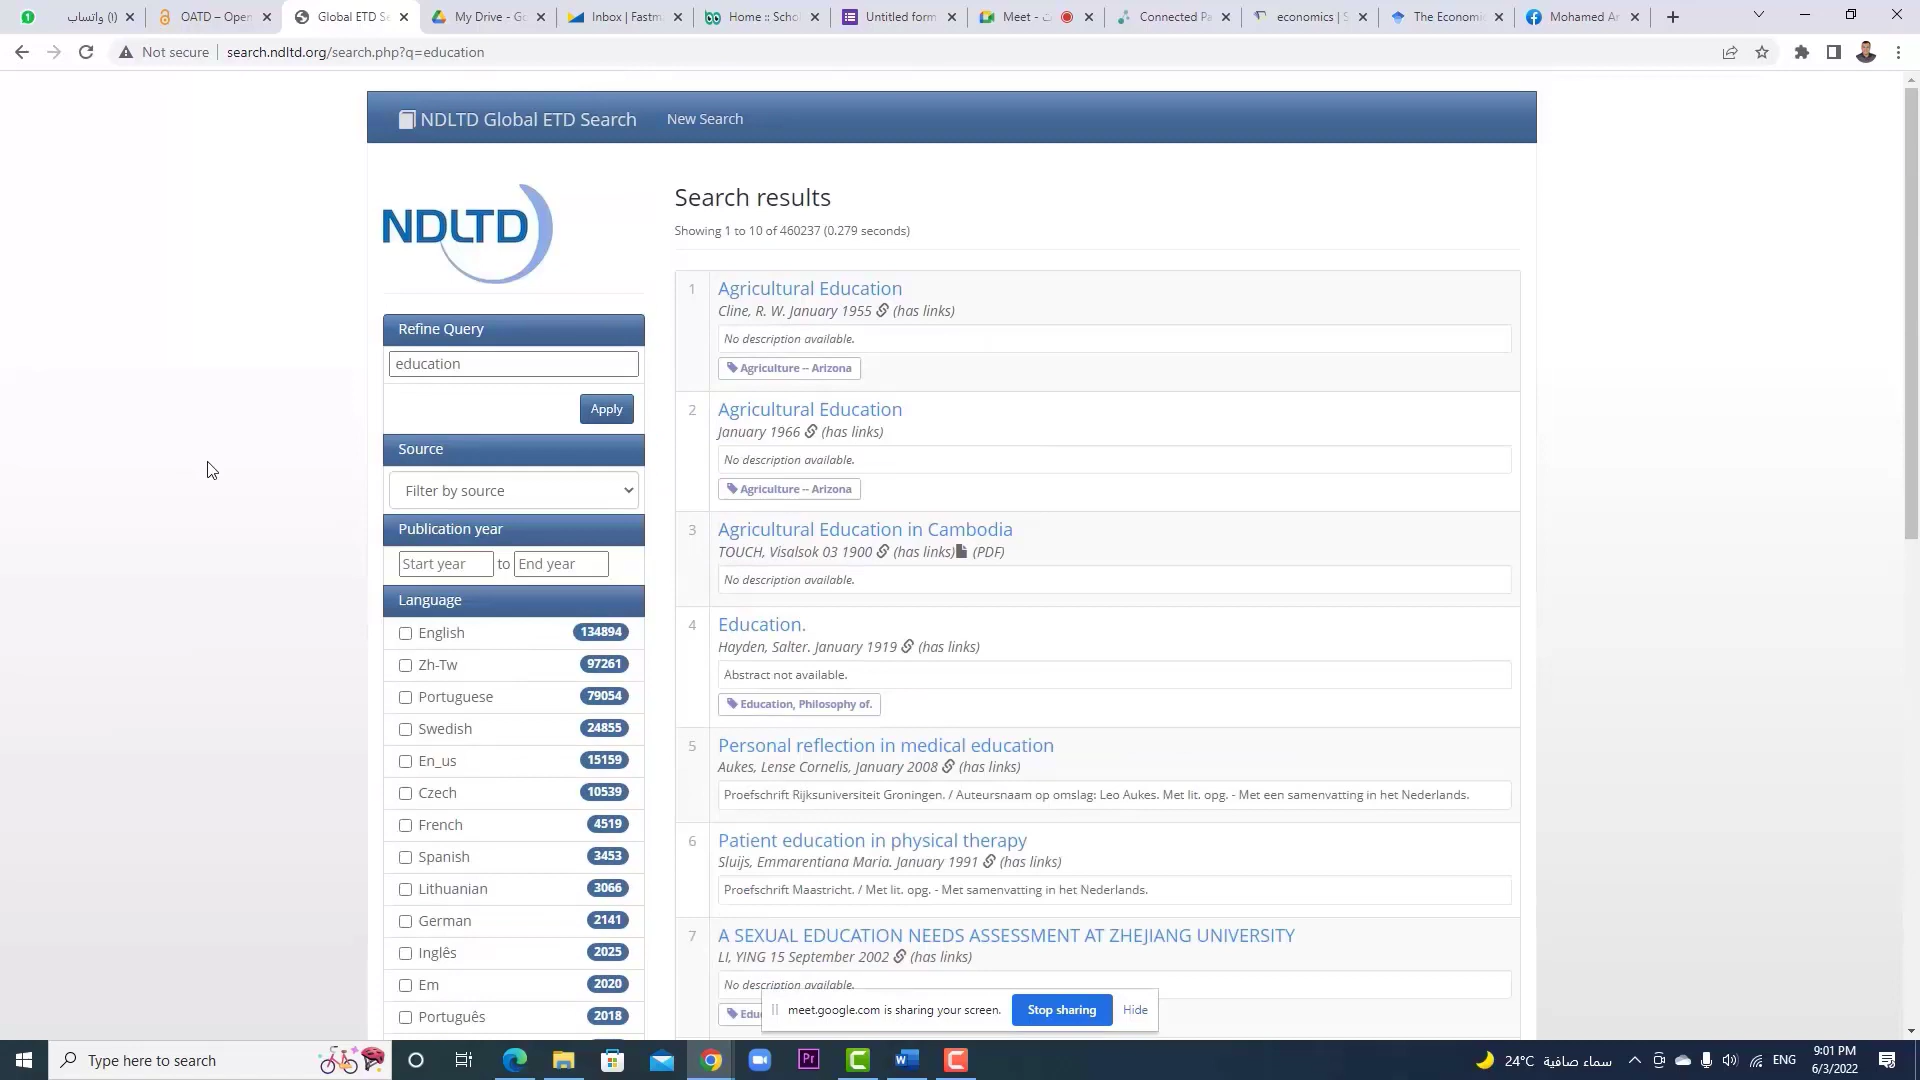 (1) واتساب
OATD – Open
Global ETD Se
My Drive - Go
Inbox | Fastma
Home :: Schol
Untitled form
Meet -
Connected Pa
economics | S
The Economi
Mohamed Ar
Not secure
search.ndltd.org/search.php?q=education
NDLTD Global ETD Search
New Search
NDLTD
Refine Query
education
Apply
Source
Filter by source
Publication year
Start year to End year
Language
English 134894
Zh-Tw 97261
Portuguese 79054
Swedish 24855
En_us 15159
Czech 10539
French 4519
Spanish 3453
Lithuanian 3066
German 2141
Inglês 2025
Em 2020
Português 2018
Search results
Showing 1 to 10 of 460237 (0.279 seconds)
1 Agricultural Education
Cline, R. W. January 1955 (has links)
No description available.
Agriculture -- Arizona
2 Agricultural Education
January 1966 (has links)
No description available.
Agriculture -- Arizona
3 Agricultural Education in Cambodia
TOUCH, Visalsok 03 1900 (has links) (PDF)
No description available.
4 Education.
Hayden, Salter. January 1919 (has links)
Abstract not available.
Education, Philosophy of.
5 Personal reflection in medical education
Aukes, Lense Cornelis, January 2008 (has links)
Proefschrift Rijksuniversiteit Groningen. / Auteursnaam op omslag: Leo Aukes. Met lit. opg. - Met een samenvatting in het Nederlands.
6 Patient education in physical therapy
Sluijs, Emmarentiana Maria. January 1991 (has links)
Proefschrift Maastricht. / Met lit. opg. - Met samenvatting in het Nederlands.
7 A SEXUAL EDUCATION NEEDS ASSESSMENT AT ZHEJIANG UNIVERSITY
LI, YING 15 September 2002 (has links)
No description available.
Edu
meet.google.com is sharing your screen.
Stop sharing
Hide
Type here to search
Pr
24°C سماء صافية
ENG
9:01 PM
6/3/2022